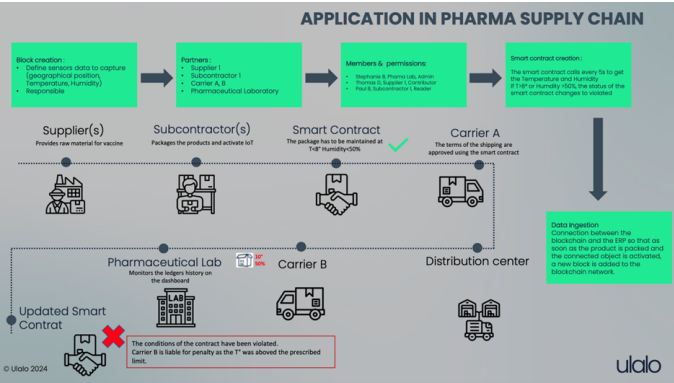 APPLICATION IN PHARMA SUPPLY CHAIN
Block creation :
• Define sensors data to capture
(geographical position,
Temperature, Humidity)
• Responsible
Partners :
• Supplier 1
• Subcontractor 1
• Carrier A, B
• Pharmaceutical Laboratory
Members & permissions:
• Stephanie B, Phama Lab, Admin
• Thomas D, Supplier 1, Contributor
• Paul B, Subcontractor 1, Reader
Smart contract creation :
The smart contract calls every 5s to get
the Temperature and Humidity
If T>8° or Humidity >50%, the status of the
smart contract changes to violated
Supplier(s)
Provides raw material for vaccine
Subcontractor(s)
Packages the products and activate IoT
Smart Contract
The package has to be maintained at
T<8° Humidity<50%
Carrier A
The terms of the shipping are
approved using the smart contract
Data Ingestion
Connection between the
blockchain and the ERP so that as
soon as the product is packed and
the connected object is activated,
a new block is added to the
blockchain network.
Pharmaceutical Lab
Monitors the ledgers history on
the dashboard
LAB
10°
50%
Carrier B
Distribution center
Updated Smart
Contrat
The conditions of the contract have been violated.
Carrier B is liable for penalty as the T° was aboved the prescribed
limit.
© Ulalo 2024
ulalo